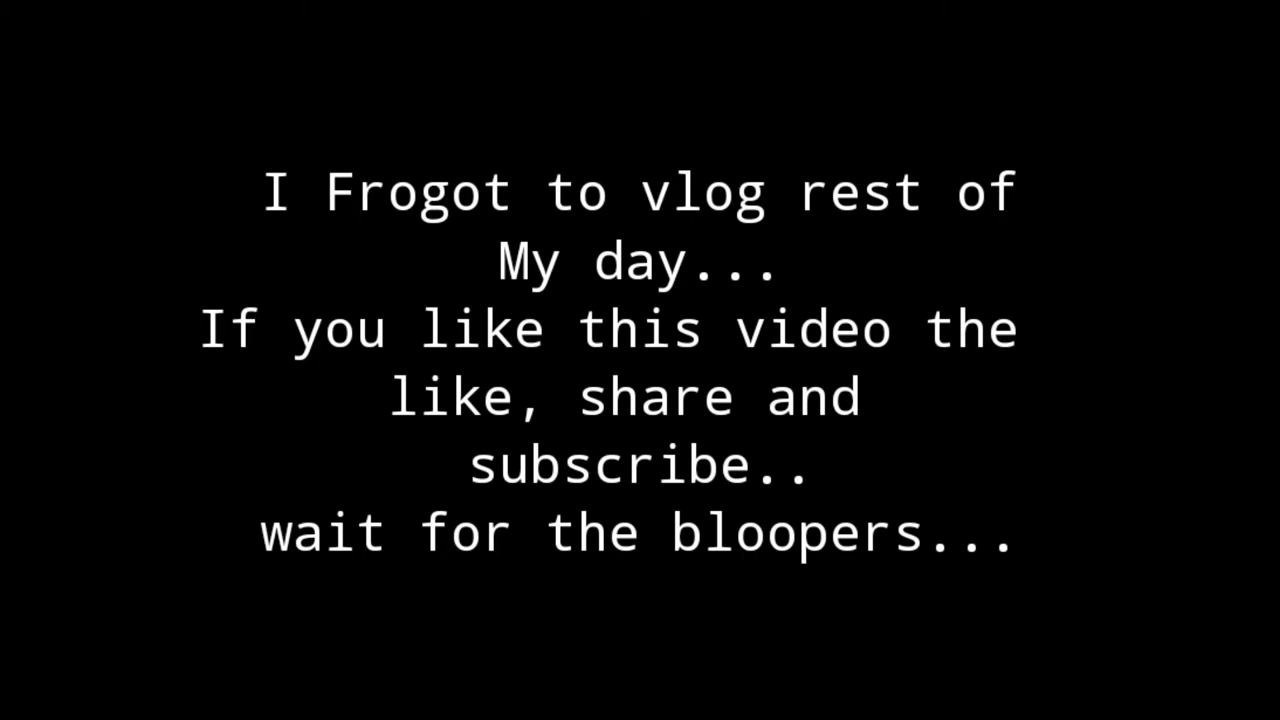 I Frogot to vlog rest of
My day...
If you like this video the
like, share and
subscribe..
wait for the bloopers...